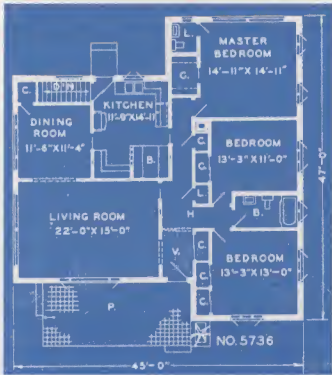 L.
MASTER
BEDROOM
14'-11" X 14'-11"
C.
C.
D'N
KITCHEN
11'-9" X 14'-11"
DINING
ROOM
11'-6" X 11'-4"
C.
BEDROOM
13'-3" X 11'-0"
B.
C.
L.
LIVING ROOM
22'-0" X 15'-0"
H
B.
V.
C.
BEDROOM
13'-3" X 13'-0"
C.
C.
P.
NO. 5736
47'-0"
45'-0"